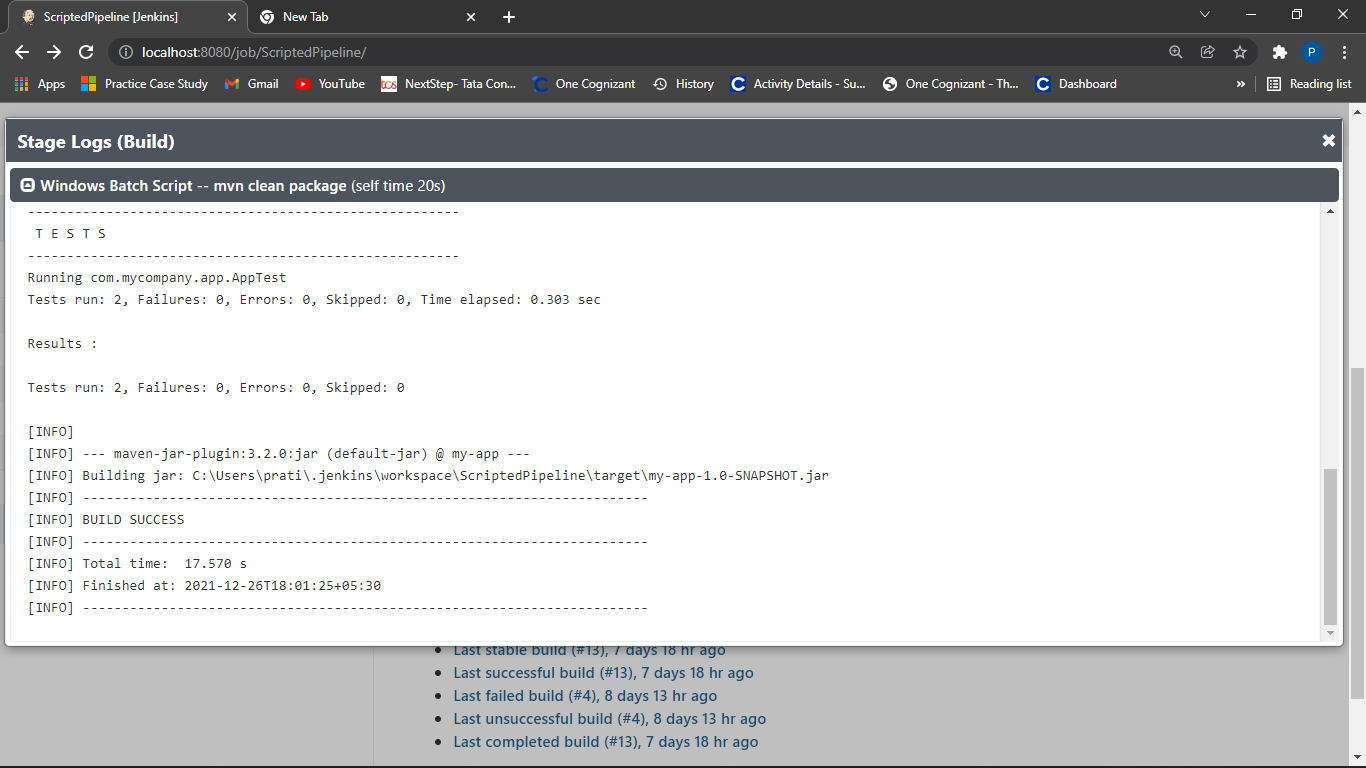 ScriptedPipeline [Jenkins]
New Tab
localhost:8080/job/ScriptedPipeline/
P
Apps
Practice Case Study
Gmail
YouTube
tcs
NextStep- Tata Con...
One Cognizant
History
Activity Details - Su...
One Cognizant - Th...
Dashboard
»
Reading list
Stage Logs (Build)
Windows Batch Script -- mvn clean package (self time 20s)
-------------------------------------------------------
T E S T S
-------------------------------------------------------
Running com.mycompany.app.AppTest
Tests run: 2, Failures: 0, Errors: 0, Skipped: 0, Time elapsed: 0.303 sec
Results :
Tests run: 2, Failures: 0, Errors: 0, Skipped: 0
[INFO]
[INFO] --- maven-jar-plugin:3.2.0:jar (default-jar) @ my-app ---
[INFO] Building jar: C:\Users\prati\.jenkins\workspace\ScriptedPipeline\target\my-app-1.0-SNAPSHOT.jar
[INFO] ------------------------------------------------------------------------
[INFO] BUILD SUCCESS
[INFO] ------------------------------------------------------------------------
[INFO] Total time:  17.570 s
[INFO] Finished at: 2021-12-26T18:01:25+05:30
[INFO] ------------------------------------------------------------------------
Last stable build (#13), 7 days 18 hr ago
Last successful build (#13), 7 days 18 hr ago
Last failed build (#4), 8 days 13 hr ago
Last unsuccessful build (#4), 8 days 13 hr ago
Last completed build (#13), 7 days 18 hr ago